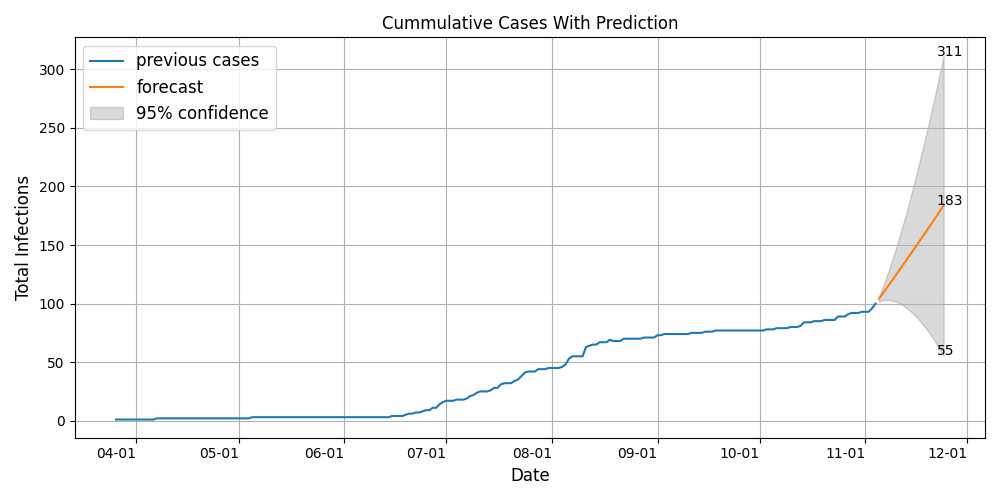 Cummulative Cases With Prediction
previous cases
forecast
95% confidence
311
183
55
Total Infections
300
250
200
150
100
50
0
04-01 05-01 06-01 07-01 08-01 09-01 10-01 11-01 12-01
Date